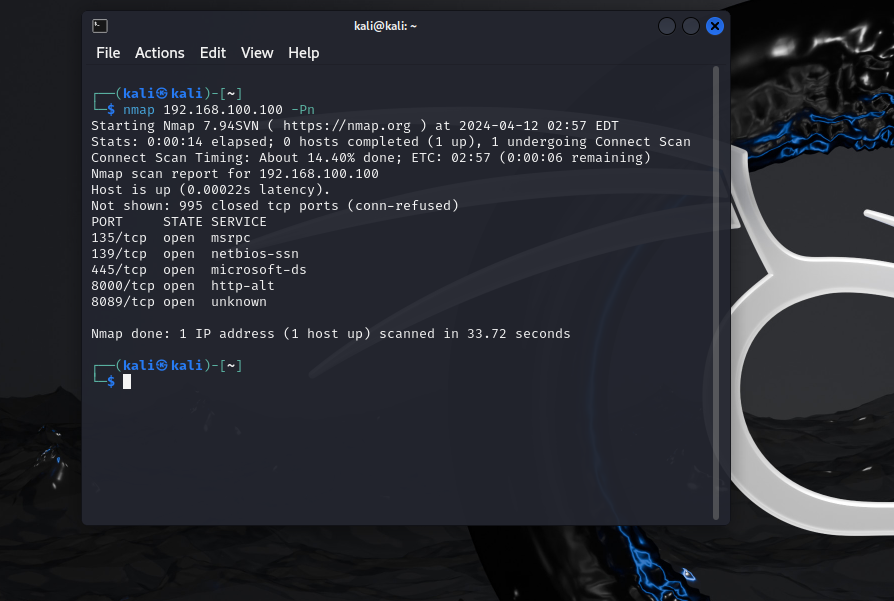 kali@kali: ~
File Actions Edit View Help
┌──(kali㉿kali)-[~]
└─$ nmap 192.168.100.100 -Pn
Starting Nmap 7.94SVN ( https://nmap.org ) at 2024-04-12 02:57 EDT
Stats: 0:00:14 elapsed; 0 hosts completed (1 up), 1 undergoing Connect Scan
Connect Scan Timing: About 14.40% done; ETC: 02:57 (0:00:06 remaining)
Nmap scan report for 192.168.100.100
Host is up (0.00022s latency).
Not shown: 995 closed tcp ports (conn-refused)
PORT     STATE SERVICE
135/tcp  open  msrpc
139/tcp  open  netbios-ssn
445/tcp  open  microsoft-ds
8000/tcp open  http-alt
8089/tcp open  unknown
Nmap done: 1 IP address (1 host up) scanned in 33.72 seconds
┌──(kali㉿kali)-[~]
└─$